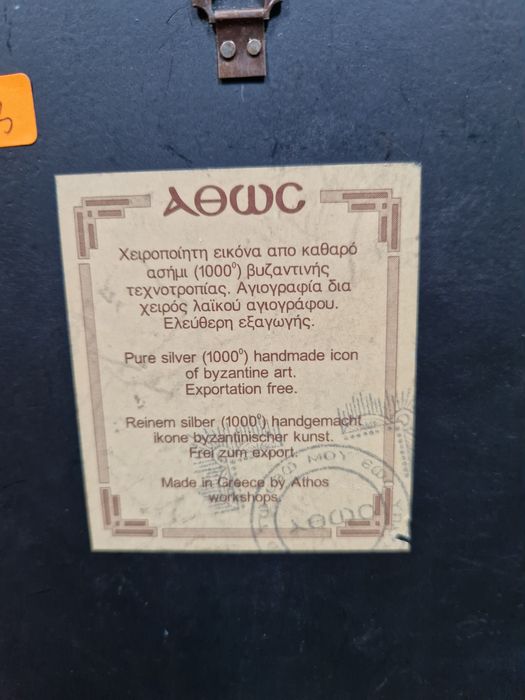 ΑΘΩC
Χειροποίητη εικόνα απο καθαρό
ασήμι (1000°) βυζαντινής
τεχνοτροπίας. Αγιογραφία δια
χειρός λαϊκού αγιογράφου.
Ελεύθερη εξαγωγής.
Pure silver (1000°) handmade icon
of byzantine art.
Exportation free.
Reinem silber (1000°) handgemacht
ikone byzantinischer kunst.
Frei zum export.
Made in Greece by Athos
workshops.
ΜΟΥ